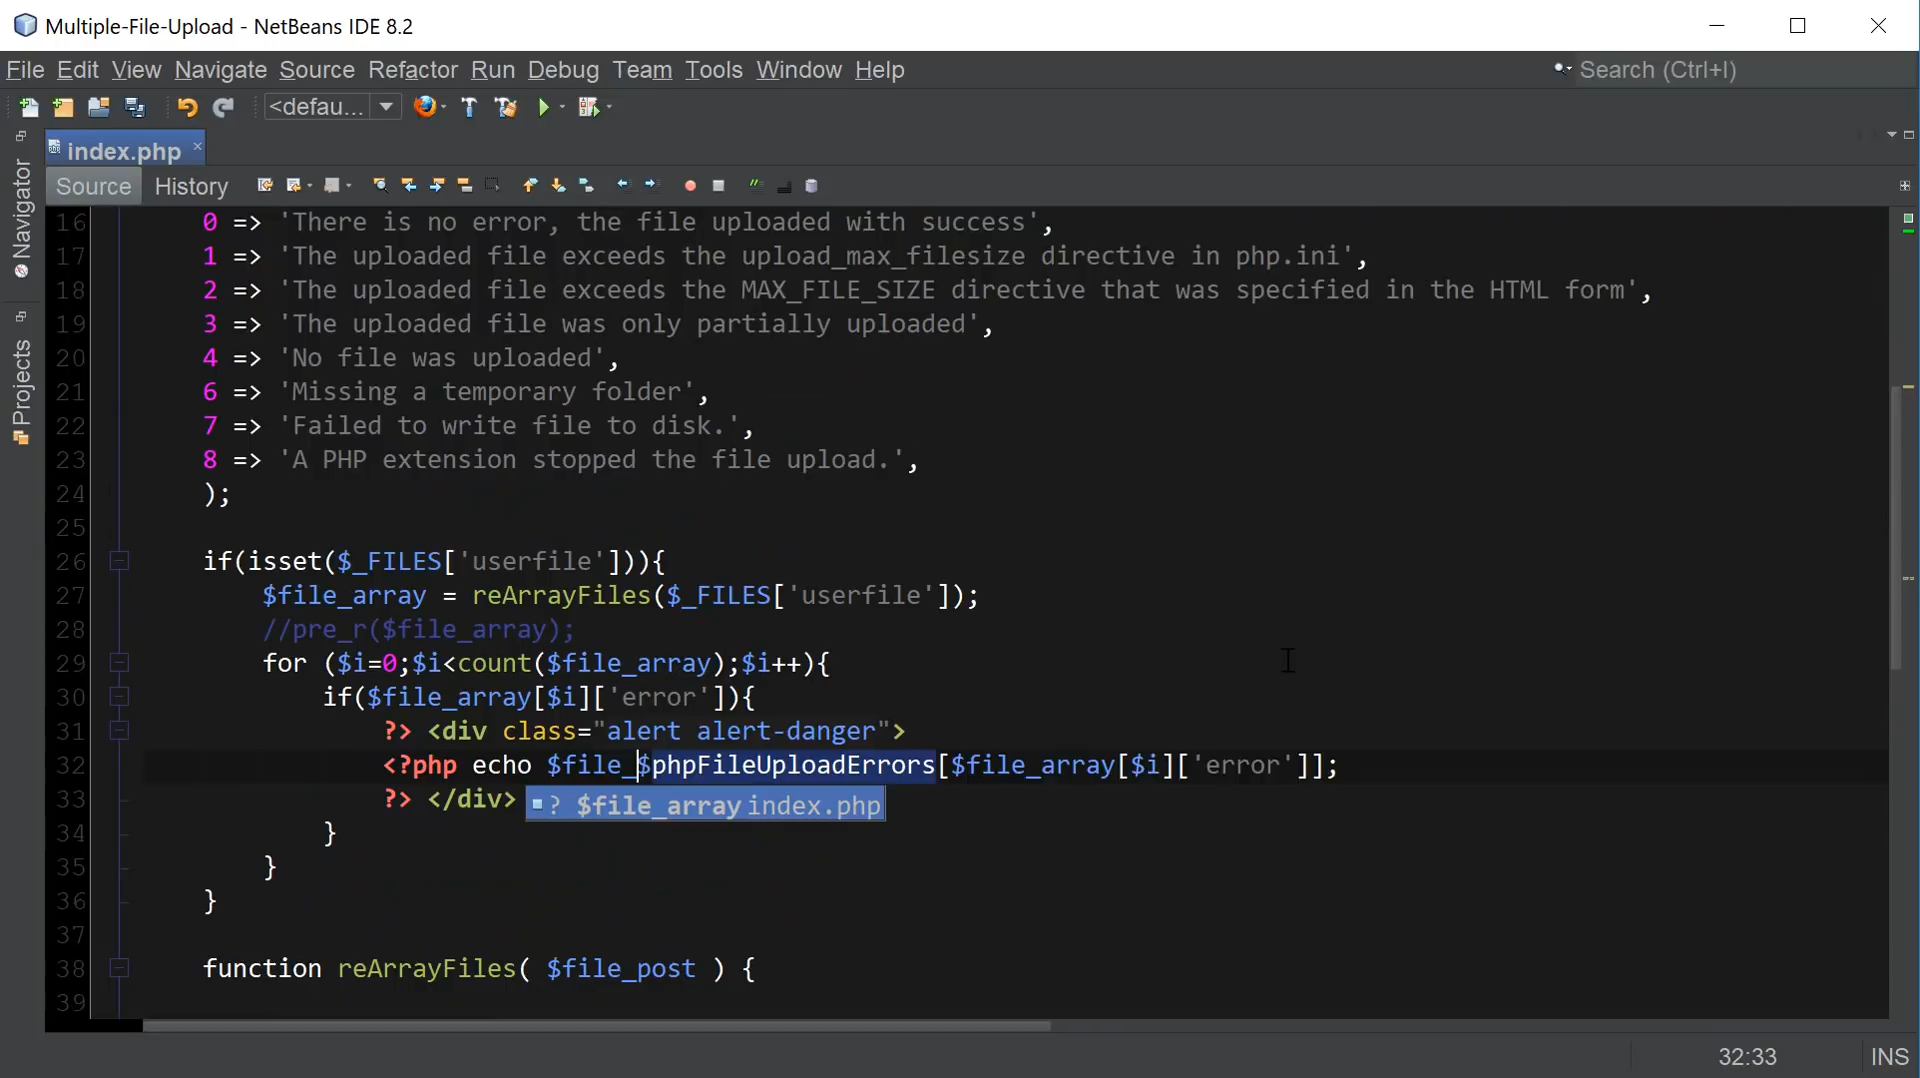 Multiple-File-Upload - NetBeans IDE 8.2
File Edit View Navigate Source Refactor Run Debug Team Tools Window Help
Search (Ctrl+I)
<defau...
index.php
Source History
Navigator
Projects
16 0 => 'There is no error, the file uploaded with success',
17 1 => 'The uploaded file exceeds the upload_max_filesize directive in php.ini',
18 2 => 'The uploaded file exceeds the MAX_FILE_SIZE directive that was specified in the HTML form',
19 3 => 'The uploaded file was only partially uploaded',
20 4 => 'No file was uploaded',
21 6 => 'Missing a temporary folder',
22 7 => 'Failed to write file to disk.',
23 8 => 'A PHP extension stopped the file upload.',
24 );
25
26 if(isset($_FILES['userfile'])){
27 $file_array = reArrayFiles($_FILES['userfile']);
28 //pre_r($file_array);
29 for ($i=0;$i<count($file_array);$i++){
30 if($file_array[$i]['error']){
31 ?> <div class="alert alert-danger">
32 <?php echo $file_$phpFileUploadErrors[$file_array[$i]['error']];
33 ?> </div>
? $file_array index.php
34 }
35 }
36 }
37
38 function reArrayFiles( $file_post ) {
39
32:33 INS